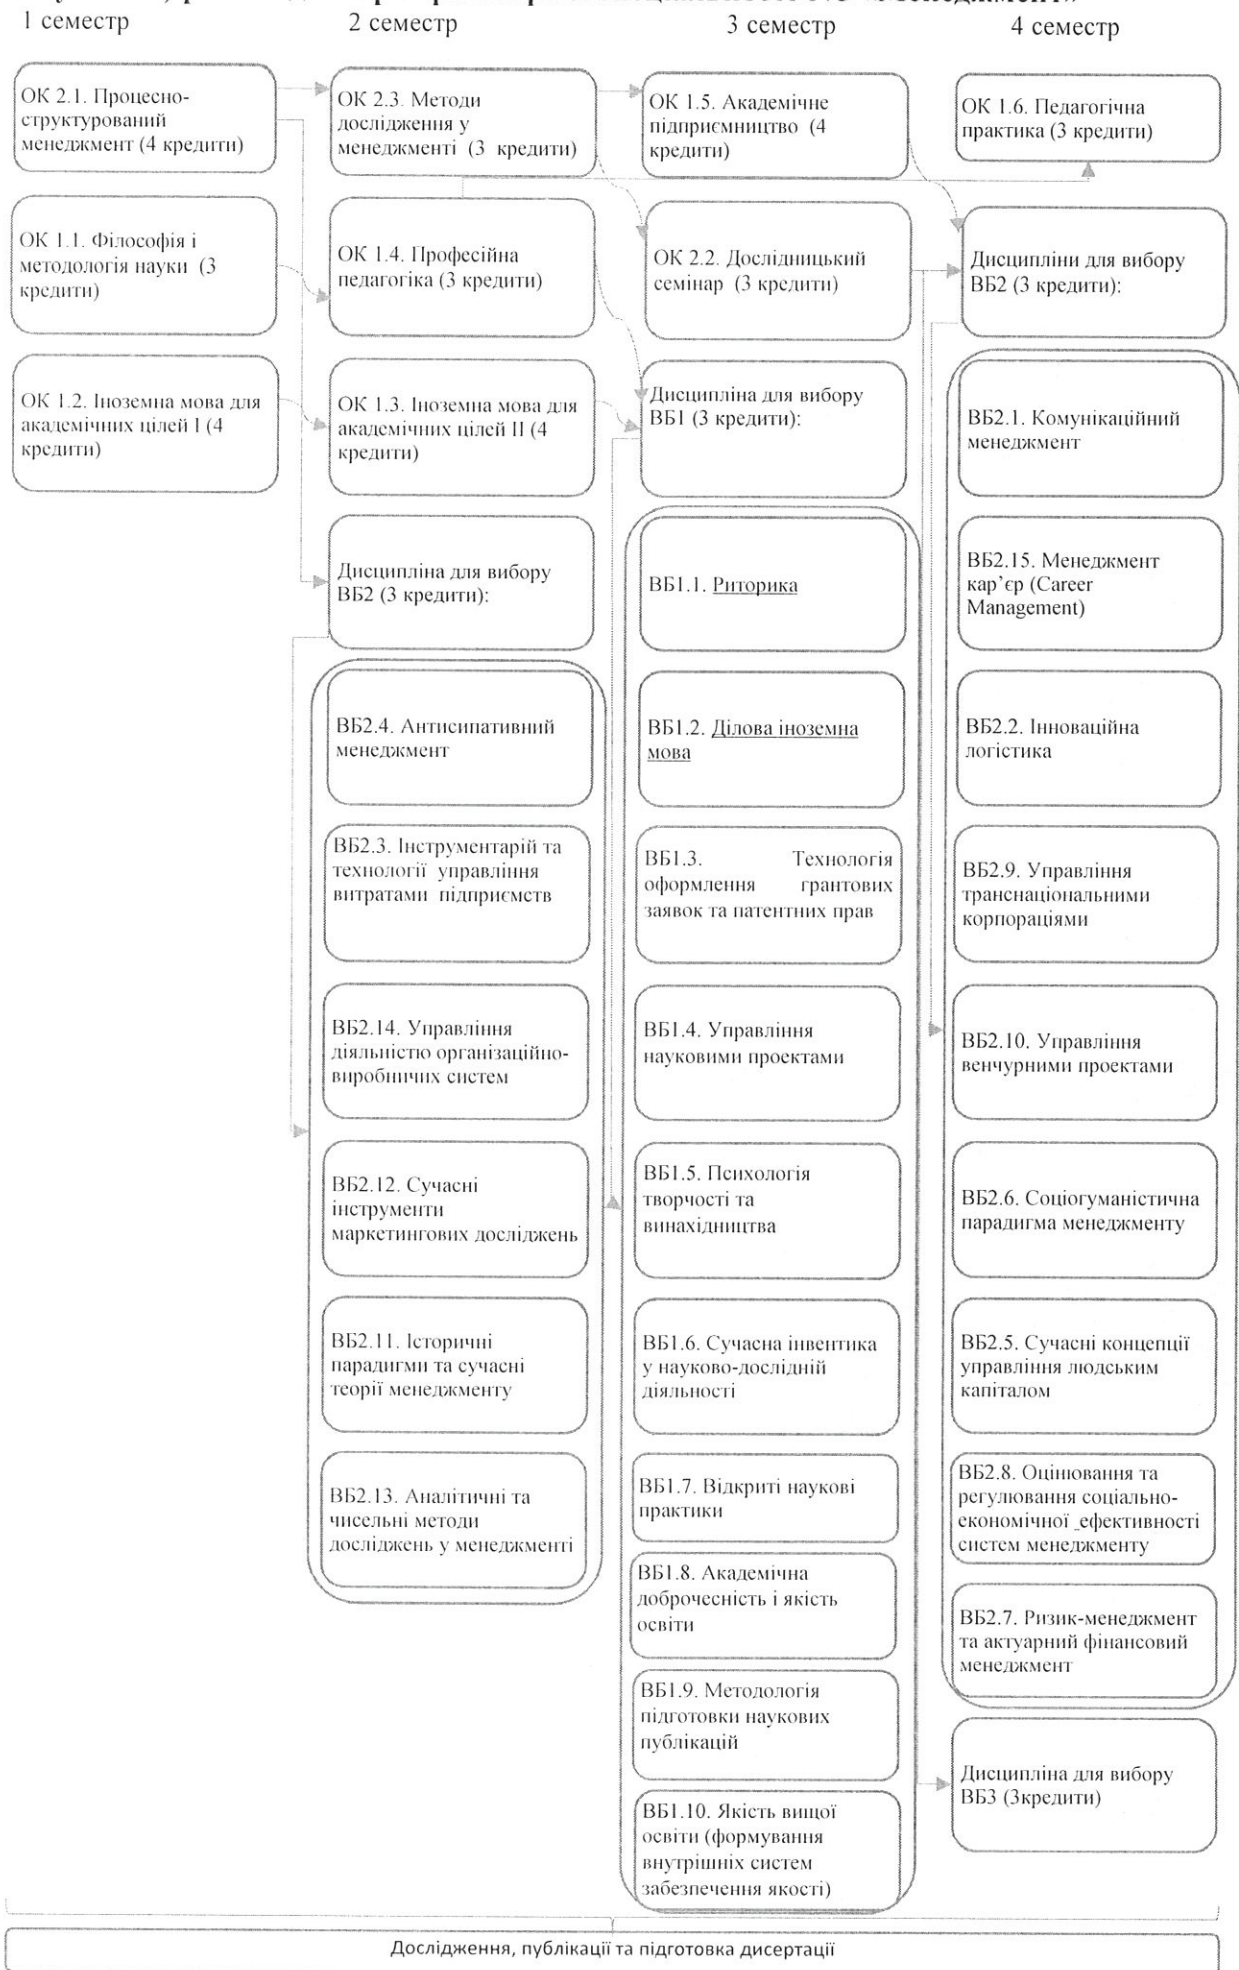 1 семестр
2 семестр
3 семестр
4 семестр
ОК 2.1. Процесно-
структурований
менеджмент (4 кредити)
ОК 1.1. Філософія і
методологія науки (3
кредити)
ОК 1.2. Іноземна мова для
академічних цілей І (4
кредити)
ОК 2.3. Методи
дослідження у
менеджменті (3 кредити)
ОК 1.4. Професійна
педагогіка (3 кредити)
ОК 1.3. Іноземна мова для
академічних цілей ІІ (4
кредити)
Дисципліна для вибору
ВБ2 (3 кредити):
ВБ2.4. Антисипативний
менеджмент
ВБ2.3. Інструментарій та
технології управління
витратами підприємств
ВБ2.14. Управління
діяльністю організаційно-
виробничих систем
ВБ2.12. Сучасні
інструменти
маркетингових досліджень
ВБ2.11. Історичні
парадигми та сучасні
теорії менеджменту
ВБ2.13. Аналітичні та
чисельні методи
досліджень у менеджменті
ОК 1.5. Академічне
підприємництво (4
кредити)
ОК 2.2. Дослідницький
семінар (3 кредити)
Дисципліна для вибору
ВБ1 (3 кредити):
ВБ1.1. Риторика
ВБ1.2. Ділова іноземна
мова
ВБ1.3. Технологія
оформлення грантових
заявок та патентних прав
ВБ1.4. Управління
науковими проектами
ВБ1.5. Психологія
творчості та
винахідництва
ВБ1.6. Сучасна інвентика
у науково-дослідній
діяльності
ВБ1.7. Відкриті наукові
практики
ВБ1.8. Академічна
доброчесність і якість
освіти
ВБ1.9. Методологія
підготовки наукових
публікацій
ВБ1.10. Якість вищої
освіти (формування
внутрішніх систем
забезпечення якості)
ОК 1.6. Педагогічна
практика (3 кредити)
Дисципліни для вибору
ВБ2 (3 кредити):
ВБ2.1. Комунікаційний
менеджмент
ВБ2.15. Менеджмент
кар’єр (Career
Management)
ВБ2.2. Інноваційна
логістика
ВБ2.9. Управління
транснаціональними
корпораціями
ВБ2.10. Управління
венчурними проектами
ВБ2.6. Соціогуманістична
парадигма менеджменту
ВБ2.5. Сучасні концепції
управління людським
капіталом
ВБ2.8. Оцінювання та
регулювання соціально-
економічної _ефективності
систем менеджменту
ВБ2.7. Ризик-менеджмент
та актуарний фінансовий
менеджмент
Дисципліна для вибору
ВБ3 (3кредити)
Дослідження, публікації та підготовка дисертації